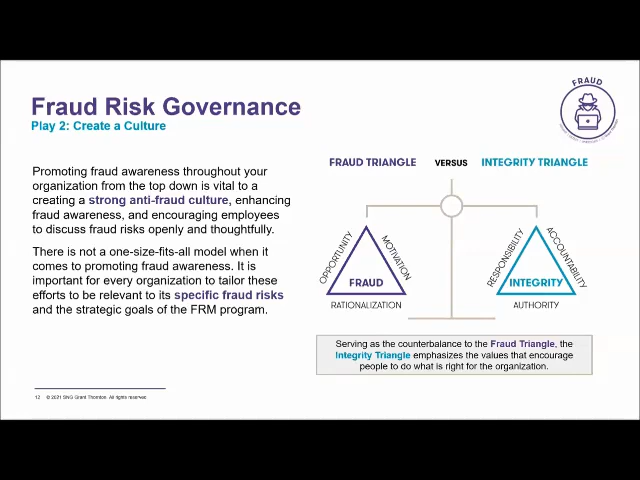 FRAUD
Fraud Risk Governance
Play 2: Create a Culture
Promoting fraud awareness throughout your
organization from the top down is vital to a
creating a strong anti-fraud culture, enhancing
fraud awareness, and encouraging employees
to discuss fraud risks openly and thoughtfully.
There is not a one-size-fits-all model when it
comes to promoting fraud awareness. It is
important for every organization to tailor these
efforts to be relevant to its specific fraud risks
and the strategic goals of the FRM program.
FRAUD TRIANGLE VERSUS INTEGRITY TRIANGLE
OPPORTUNITY
MOTIVATION
FRAUD
RATIONALIZATION
RESPONSIBILITY
ACCOUNTABILITY
INTEGRITY
AUTHORITY
Serving as the counterbalance to the Fraud Triangle, the
Integrity Triangle emphasizes the values that encourage
people to do what is right for the organization.
12 © 2021 SNG Grant Thornton. All rights reserved